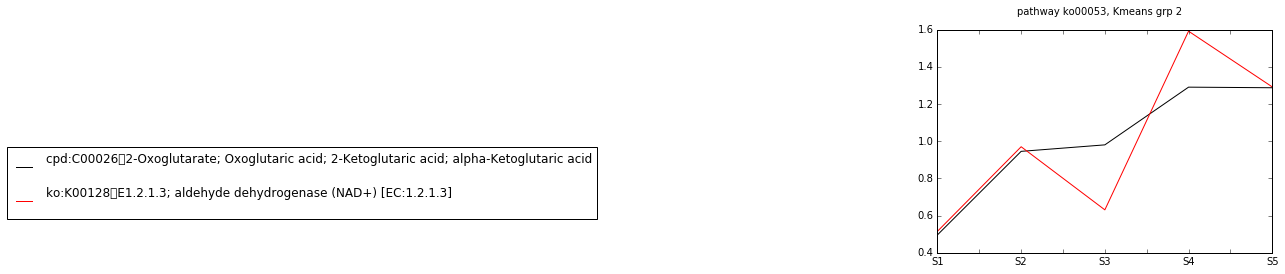 pathway ko00053, Kmeans grp 2
1.6
1.4
1.2
1.0
0.8
0.6
0.4
S1 S2 S3 S4 S5
cpd:C00026▯2-Oxoglutarate; Oxoglutaric acid; 2-Ketoglutaric acid; alpha-Ketoglutaric acid
ko:K00128▯E1.2.1.3; aldehyde dehydrogenase (NAD+) [EC:1.2.1.3]